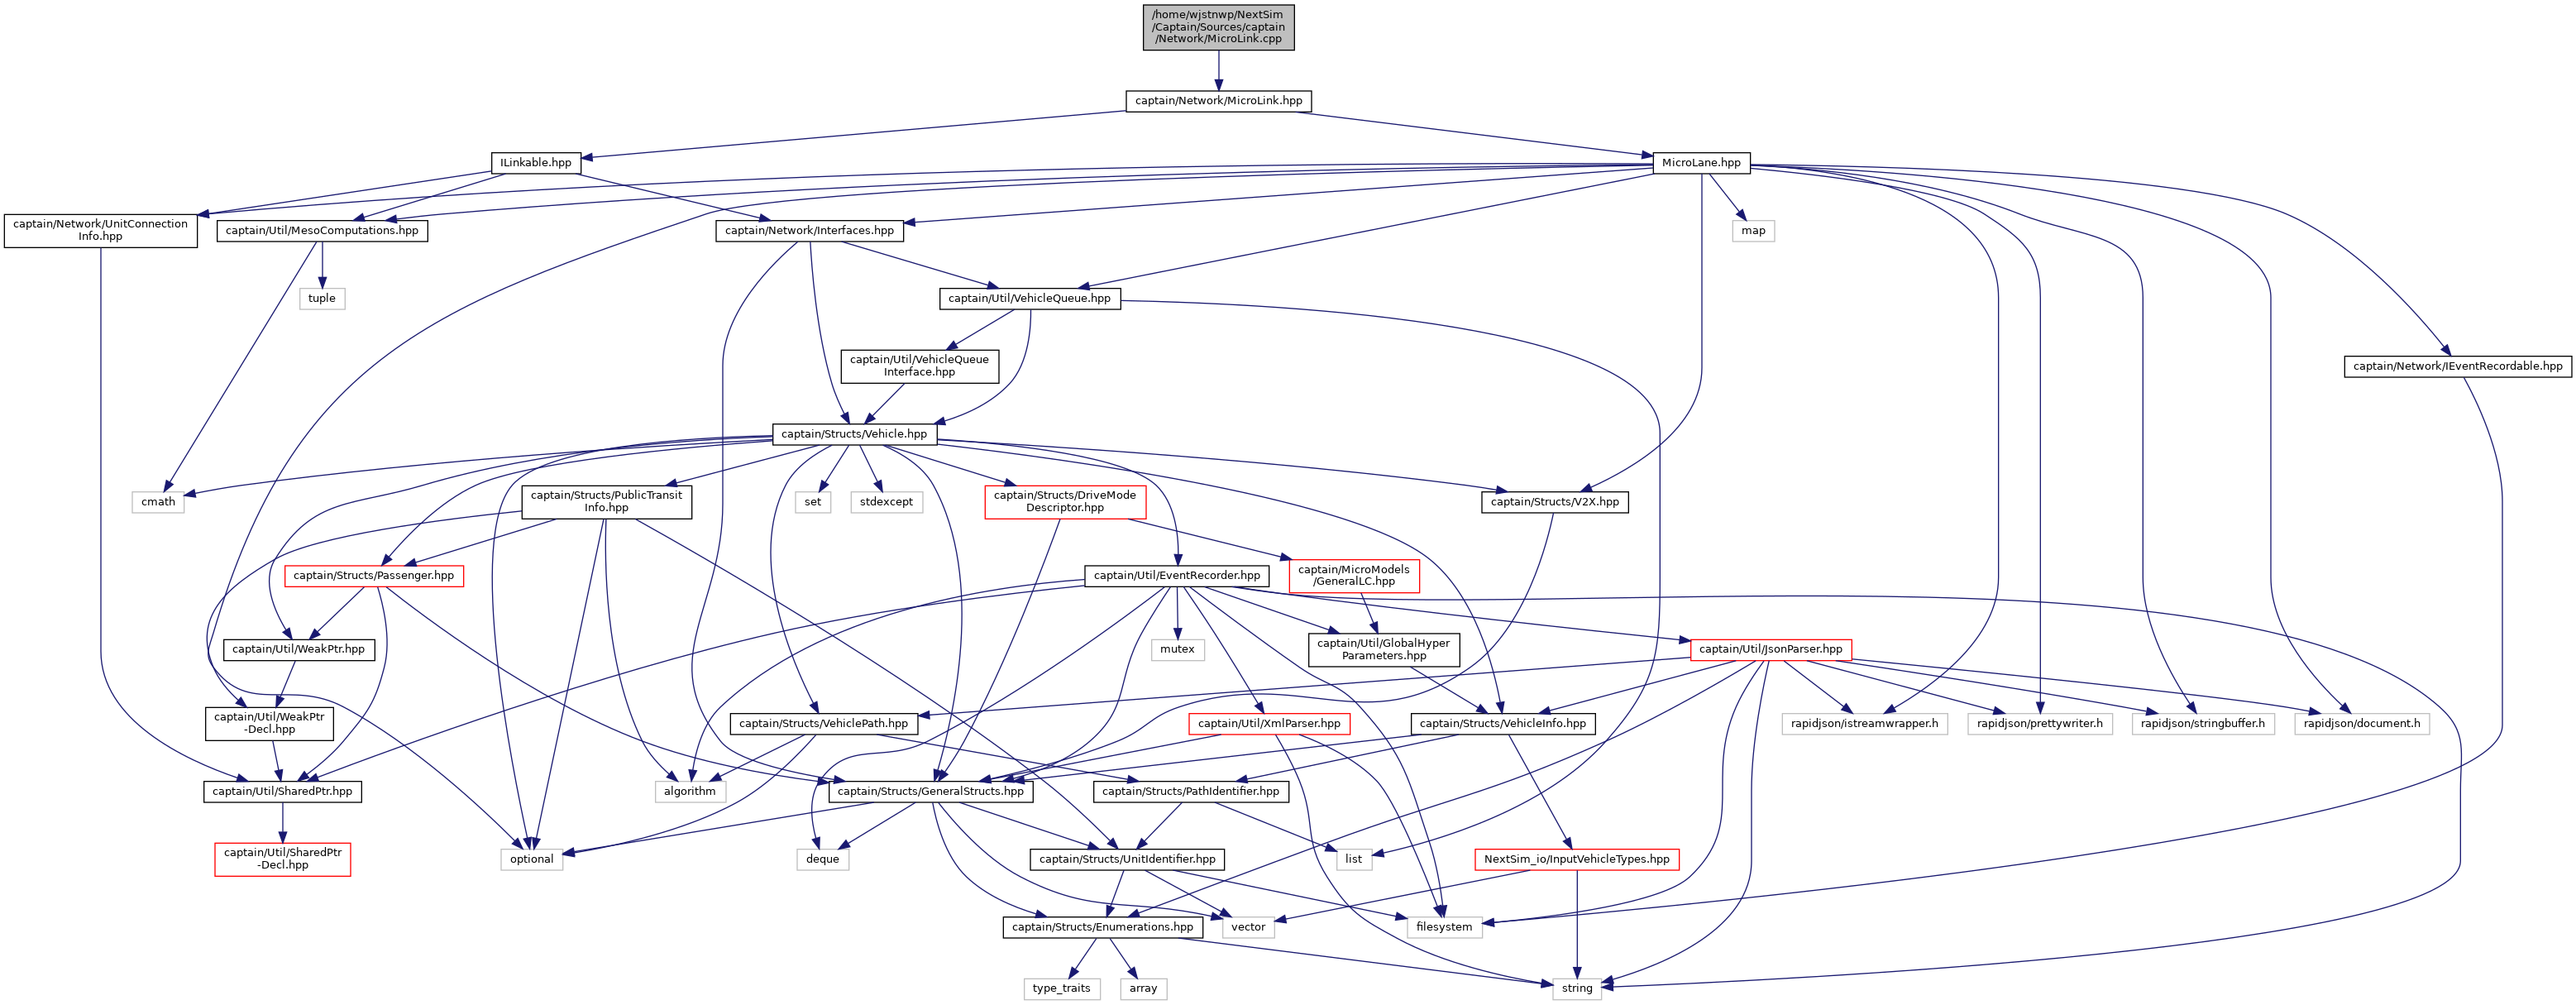 /home/wjstnwp/NextSim
/Captain/Sources/captain
/Network/MicroLink.cpp
captain/Network/MicroLink.hpp
ILinkable.hpp
MicroLane.hpp
captain/Network/UnitConnection
Info.hpp
captain/Util/MesoComputations.hpp
captain/Network/Interfaces.hpp
map
tuple
captain/Util/VehicleQueue.hpp
captain/Util/VehicleQueue
Interface.hpp
captain/Network/IEventRecordable.hpp
captain/Structs/Vehicle.hpp
cmath
captain/Structs/PublicTransit
Info.hpp
set
stdexcept
captain/Structs/DriveMode
Descriptor.hpp
captain/Structs/V2X.hpp
captain/Structs/Passenger.hpp
captain/Util/EventRecorder.hpp
captain/MicroModels
/GeneralLC.hpp
captain/Util/WeakPtr.hpp
mutex
captain/Util/GlobalHyper
Parameters.hpp
captain/Util/JsonParser.hpp
captain/Util/WeakPtr
-Decl.hpp
captain/Structs/VehiclePath.hpp
captain/Util/XmlParser.hpp
captain/Structs/VehicleInfo.hpp
rapidjson/istreamwrapper.h
rapidjson/prettywriter.h
rapidjson/stringbuffer.h
rapidjson/document.h
captain/Util/SharedPtr.hpp
algorithm
captain/Structs/GeneralStructs.hpp
captain/Structs/PathIdentifier.hpp
captain/Util/SharedPtr
-Decl.hpp
optional
deque
captain/Structs/UnitIdentifier.hpp
list
NextSim_io/InputVehicleTypes.hpp
captain/Structs/Enumerations.hpp
vector
filesystem
type_traits
array
string